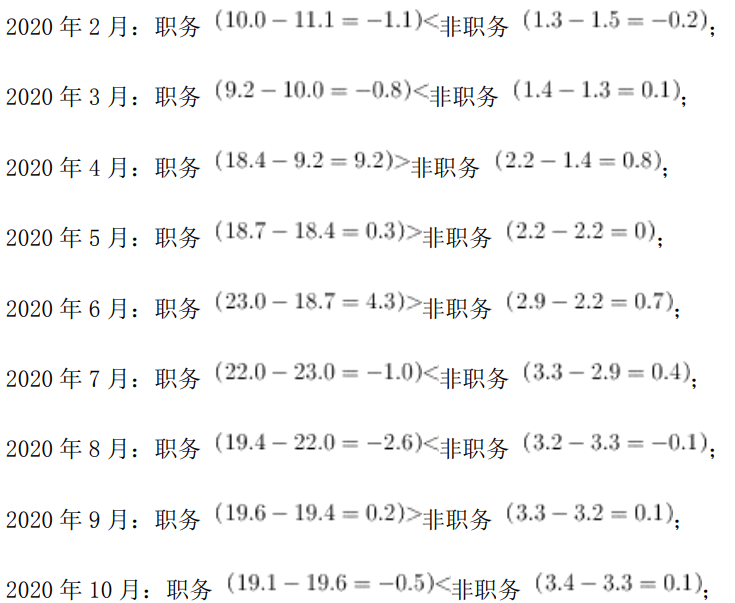 2020 年 2 月：职务（10.0 − 11.1 = −1.1)<非职务（1.3 − 1.5 = −0.2)；
2020 年 3 月：职务（9.2 − 10.0 = −0.8)<非职务（1.4 − 1.3 = 0.1)；
2020 年 4 月：职务（18.4 − 9.2 = 9.2)>非职务（2.2 − 1.4 = 0.8)；
2020 年 5 月：职务（18.7 − 18.4 = 0.3)>非职务（2.2 − 2.2 = 0)；
2020 年 6 月：职务（23.0 − 18.7 = 4.3)>非职务（2.9 − 2.2 = 0.7)；
2020 年 7 月：职务（22.0 − 23.0 = −1.0)<非职务（3.3 − 2.9 = 0.4)；
2020 年 8 月：职务（19.4 − 22.0 = −2.6)<非职务（3.2 − 3.3 = −0.1)；
2020 年 9 月：职务（19.6 − 19.4 = 0.2)>非职务（3.3 − 3.2 = 0.1)；
2020 年 10 月：职务（19.1 − 19.6 = −0.5)<非职务（3.4 − 3.3 = 0.1)；